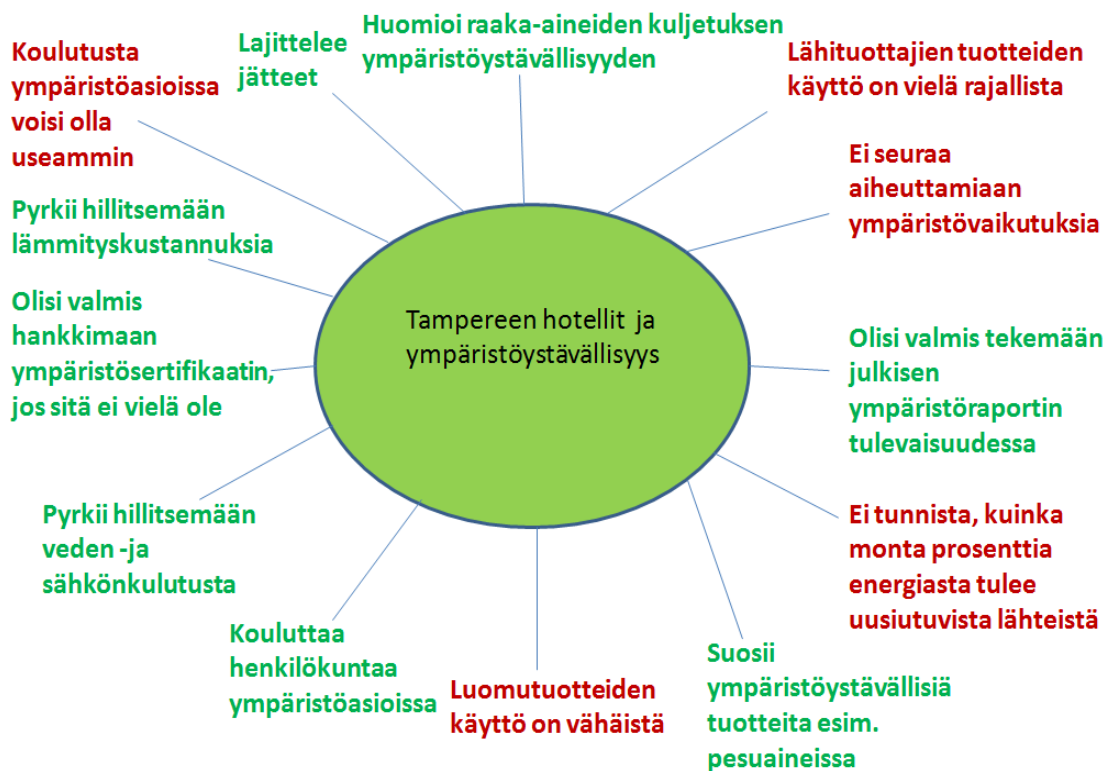 Huomioi raaka-aineiden kuljetuksen
ympäristöystävällisyyden
Lajittelee
jätteet
Koulutusta
ympäristöasioissa
voisi olla
useammin
Lähituottajien tuotteiden
käyttö on vielä rajallista
Ei seuraa
aiheuttamiaan
ympäristövaikutuksia
Pyrkii hillitsemään
lämmityskustannuksia
Olisi valmis
hankkimaan
ympäristösertifikaatin,
jos sitä ei vielä ole
Tampereen hotellit ja
ympäristöystävällisyys
Olisi valmis tekemään
julkisen
ympäristöraportin
tulevaisuudessa
Pyrkii hillitsemään
veden -ja
sähkönkulutusta
Ei tunnista, kuinka
monta prosenttia
energiasta tulee
uusiutuvista lähteistä
Kouluttaa
henkilökuntaa
ympäristöasioissa
Luomutuotteiden
käyttö on vähäistä
Suosii
ympäristöystävällisiä
tuotteita esim.
pesuaineissa